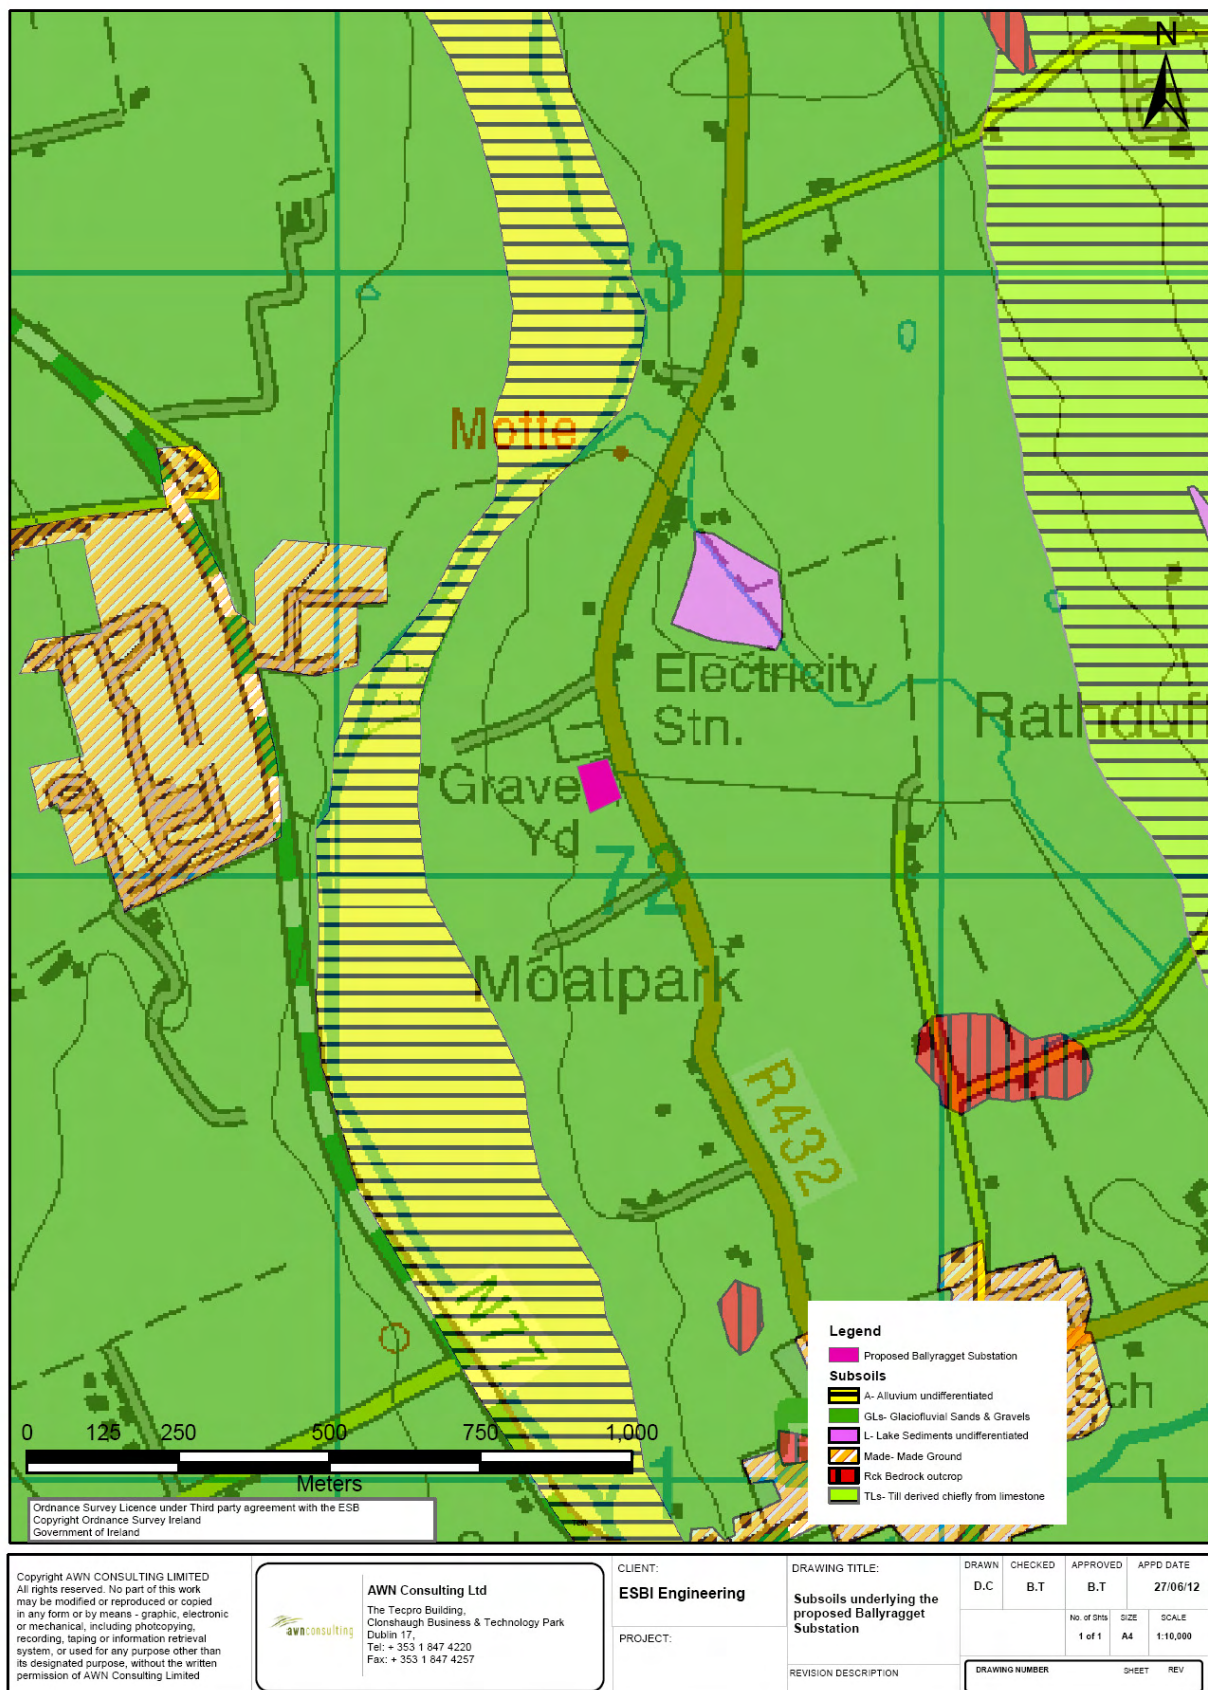 N
73
Motte
Electricity
Stn.
Rathduff
Grave
Yd
72
Moatpark
R432
N77
0 125 250 500 750 1,000
Meters
Ordnance Survey Licence under Third party agreement with the ESB
Copyright Ordnance Survey Ireland
Government of Ireland
Legend
Proposed Ballyragget Substation
Subsoils
A- Alluvium undifferentiated
GLs- Glaciofluvial Sands & Gravels
L- Lake Sediments undifferentiated
Made- Made Ground
Rck Bedrock outcrop
TLs- Till derived chiefly from limestone
ch
Copyright AWN CONSULTING LIMITED
All rights reserved. No part of this work
may be modified or reproduced or copied
in any form or by means - graphic, electronic
or mechanical, including photocopying,
recording, taping or information retrieval
system, or used for any purpose other than
its designated purpose, without the written
permission of AWN Consulting Limited
awnconsulting
AWN Consulting Ltd
The Tecpro Building,
Clonshaugh Business & Technology Park
Dublin 17,
Tel: + 353 1 847 4220
Fax: + 353 1 847 4257
CLIENT:
ESBI Engineering
PROJECT:
DRAWING TITLE:
Subsoils underlying the
proposed Ballyragget
Substation
REVISION DESCRIPTION
DRAWN CHECKED APPROVED APPD DATE
D.C B.T B.T 27/06/12
No. of Shts SIZE SCALE
1 of 1 A4 1:10,000
DRAWING NUMBER SHEET REV